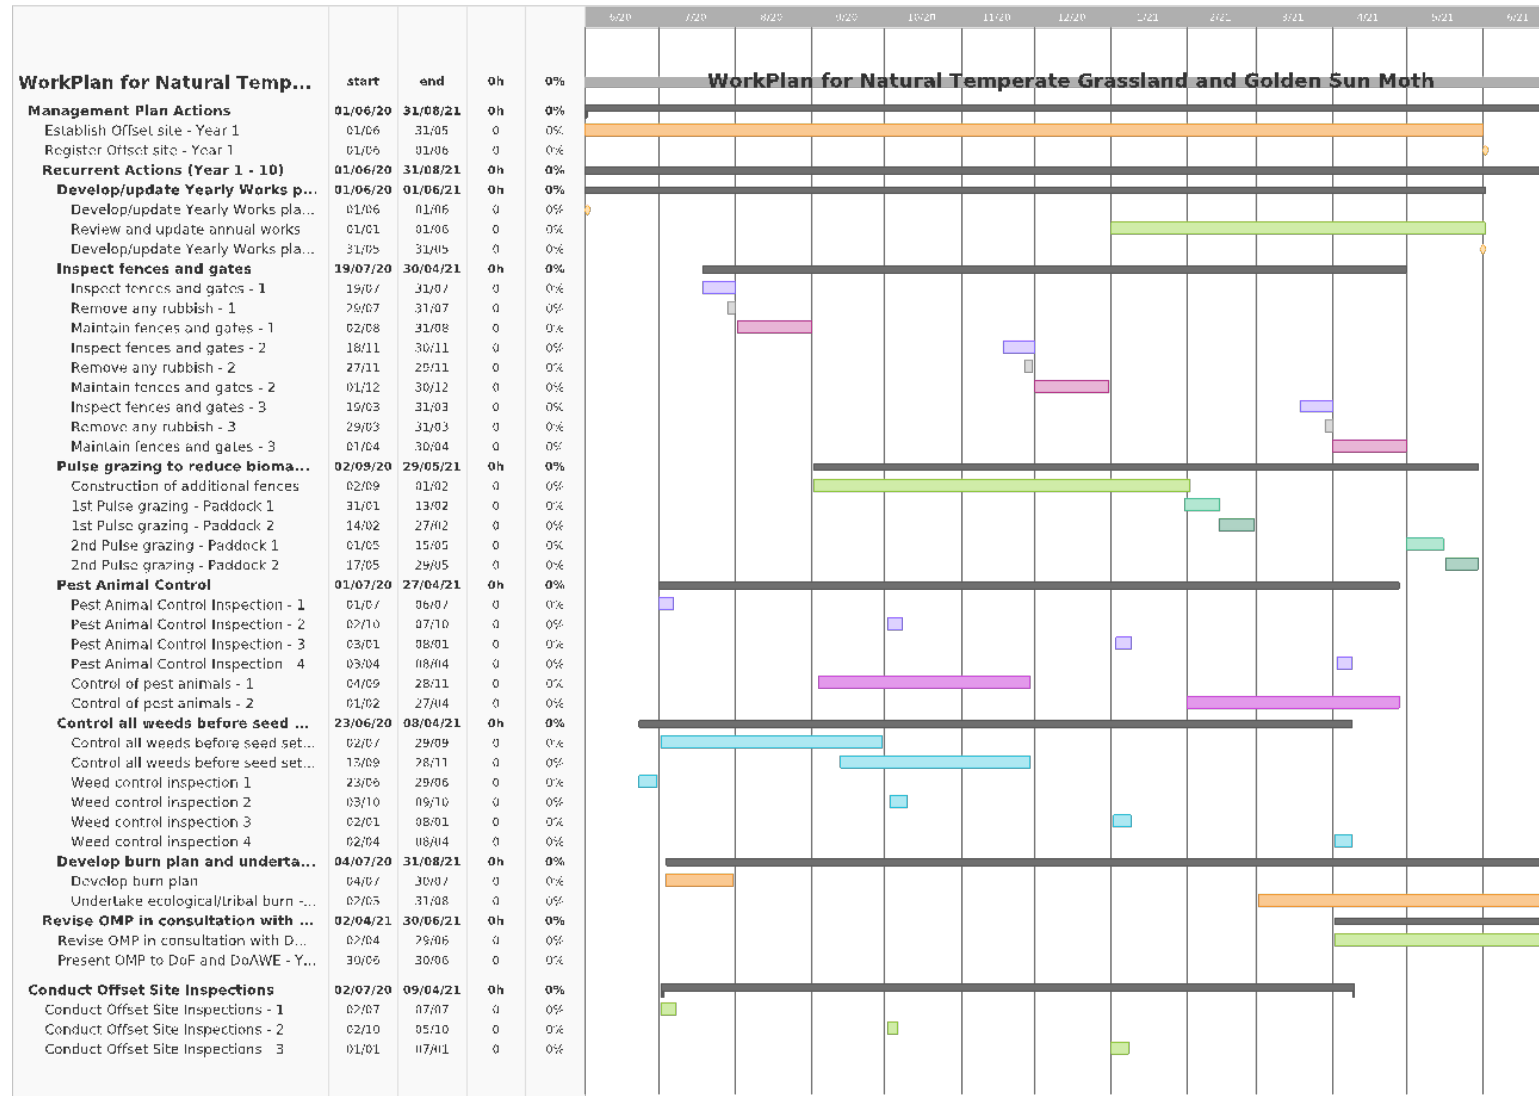 6/20 7/20 8/20 9/20 10/20 11/20 12/20 1/21 2/21 3/21 4/21 5/21 6/21
WorkPlan for Natural Temp... start end 0h 0% WorkPlan for Natural Temperate Grassland and Golden Sun Moth
Management Plan Actions 01/06/20 31/08/21 0h 0%
Establish Offset site - Year 1 01/06 31/05 0 0%
Register Offset site - Year 1 01/06 01/06 0 0%
Recurrent Actions (Year 1 - 10) 01/06/20 31/08/21 0h 0%
Develop/update Yearly Works p... 01/06/20 01/06/21 0h 0%
Develop/update Yearly Works pla... 01/06 01/06 0 0%
Review and update annual works 01/01 01/06 0 0%
Develop/update Yearly Works pla... 31/05 31/05 0 0%
Inspect fences and gates 19/07/20 30/04/21 0h 0%
Inspect fences and gates - 1 19/07 31/07 0 0%
Remove any rubbish - 1 29/07 31/07 0 0%
Maintain fences and gates - 1 02/08 31/08 0 0%
Inspect fences and gates - 2 18/11 30/11 0 0%
Remove any rubbish - 2 27/11 29/11 0 0%
Maintain fences and gates - 2 01/12 30/12 0 0%
Inspect fences and gates - 3 19/03 31/03 0 0%
Remove any rubbish - 3 29/03 31/03 0 0%
Maintain fences and gates - 3 01/04 30/04 0 0%
Pulse grazing to reduce bioma... 02/09/20 29/05/21 0h 0%
Construction of additional fences 02/09 01/02 0 0%
1st Pulse grazing - Paddock 1 31/01 13/02 0 0%
1st Pulse grazing - Paddock 2 14/02 27/02 0 0%
2nd Pulse grazing - Paddock 1 01/05 15/05 0 0%
2nd Pulse grazing - Paddock 2 17/05 29/05 0 0%
Pest Animal Control 01/07/20 27/04/21 0h 0%
Pest Animal Control Inspection - 1 01/07 06/07 0 0%
Pest Animal Control Inspection - 2 02/10 07/10 0 0%
Pest Animal Control Inspection - 3 03/01 08/01 0 0%
Pest Animal Control Inspection 4 03/04 08/04 0 0%
Control of pest animals - 1 04/09 28/11 0 0%
Control of pest animals - 2 01/02 27/04 0 0%
Control all weeds before seed ... 23/06/20 08/04/21 0h 0%
Control all weeds before seed set... 02/07 29/09 0 0%
Control all weeds before seed set... 13/09 28/11 0 0%
Weed control inspection 1 23/06 29/06 0 0%
Weed control inspection 2 03/10 09/10 0 0%
Weed control inspection 3 02/01 08/01 0 0%
Weed control inspection 4 02/04 08/04 0 0%
Develop burn plan and underta... 04/07/20 31/08/21 0h 0%
Develop burn plan 04/07 30/07 0 0%
Undertake ecological/tribal burn -... 31/08 0 0%
Revise OMP in consultation with ... 02/04/21 30/06/21 0h 0%
Revise OMP in consultation with D... 02/04 29/06 0 0%
Present OMP to DoF and DoAWE - Y... 30/06 30/06 0 0%
Conduct Offset Site Inspections 02/07/20 09/04/21 0h 0%
Conduct Offset Site Inspections - 1 02/07 07/07 0 0%
Conduct Offset Site Inspections - 2 02/10 05/10 0 0%
Conduct Offset Site Inspections 3 01/01 07/01 0 0%